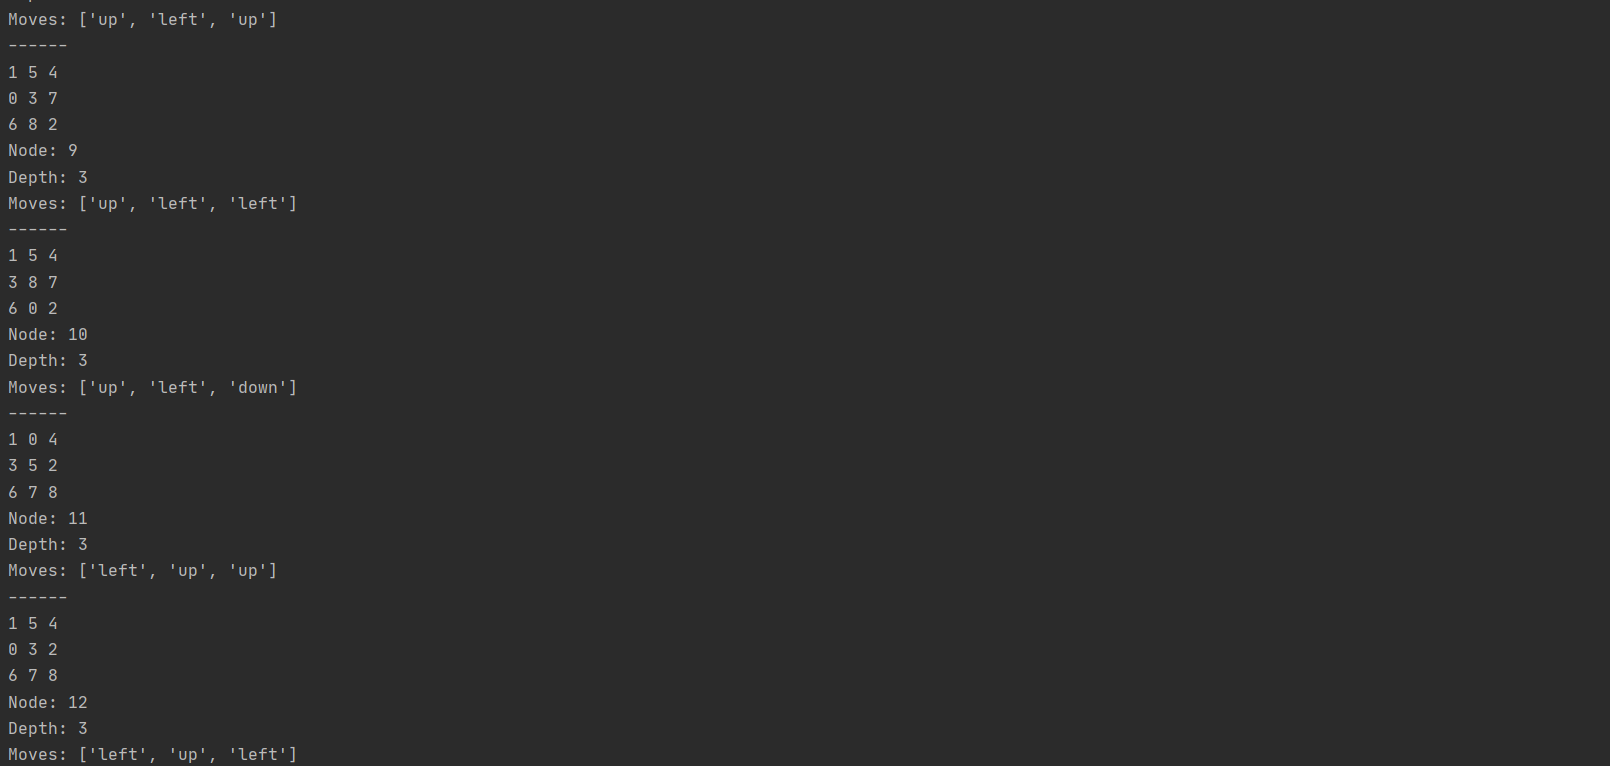 Moves: ['up', 'left', 'up']
------
1 5 4
0 3 7
6 8 2
Node: 9
Depth: 3
Moves: ['up', 'left', 'left']
------
1 5 4
3 8 7
6 0 2
Node: 10
Depth: 3
Moves: ['up', 'left', 'down']
------
1 0 4
3 5 2
6 7 8
Node: 11
Depth: 3
Moves: ['left', 'up', 'up']
------
1 5 4
0 3 2
6 7 8
Node: 12
Depth: 3
Moves: ['left', 'up', 'left']